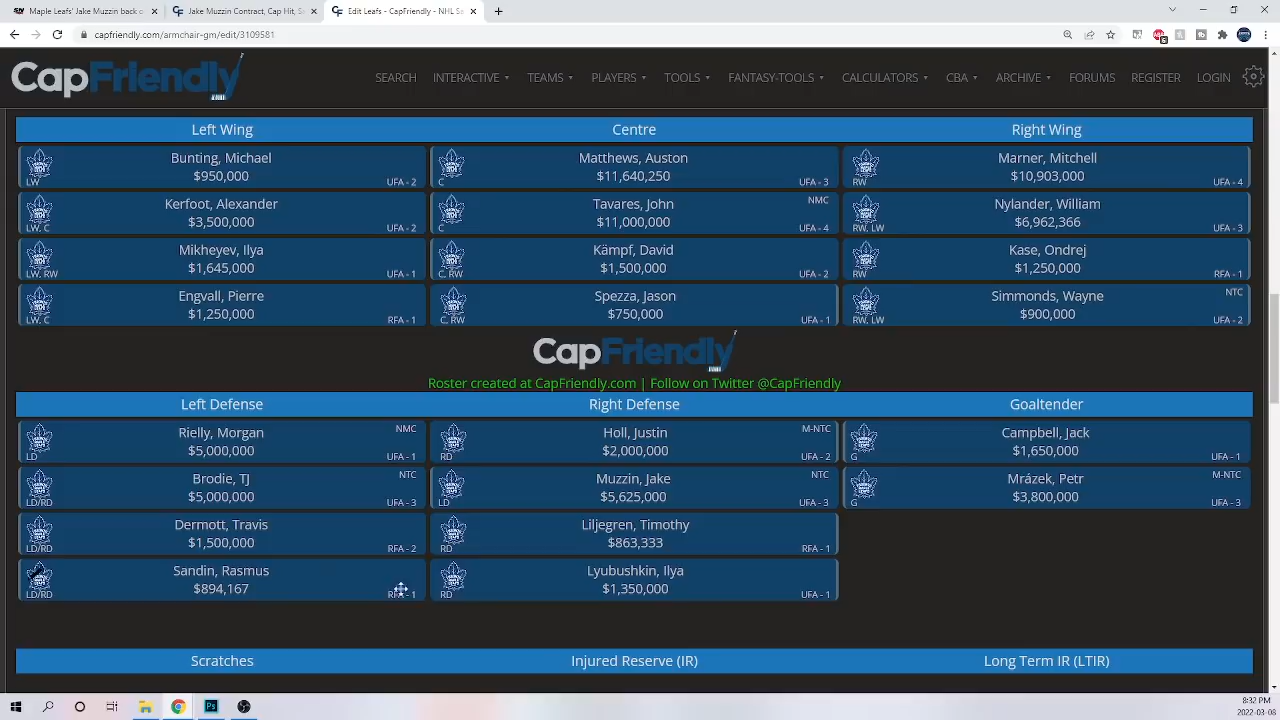 Maple Leafs' Jake Muzzin back c
Jake Muzzin Contract, Cap Hit, S
Edit Leafs - CapFriendly - NHL Sa
capfriendly.com/armchair-gm/edit/3109581
CapFriendly
SEARCH INTERACTIVE TEAMS PLAYERS TOOLS FANTASY-TOOLS CALCULATORS CBA ARCHIVE FORUMS REGISTER LOGIN
Left Wing Centre Right Wing
Bunting, Michael Matthews, Auston Marner, Mitchell
$950,000 $11,640,250 $10,903,000
LW UFA - 2 C UFA - 3 RW UFA - 4
Kerfoot, Alexander Tavares, John NMC Nylander, William
$3,500,000 $11,000,000 $6,962,366
LW, C UFA - 2 C UFA - 4 RW, LW UFA - 3
Mikheyev, Ilya Kämpf, David Kase, Ondrej
$1,645,000 $1,500,000 $1,250,000
LW, RW UFA - 1 C, RW UFA - 2 RW RFA - 1
Engvall, Pierre Spezza, Jason Simmonds, Wayne NTC
$1,250,000 $750,000 $900,000
LW, C RFA - 1 C, RW UFA - 1 RW, LW UFA - 2
CapFriendly
Roster created at CapFriendly.com | Follow on Twitter @CapFriendly
Left Defense Right Defense Goaltender
Rielly, Morgan NMC Holl, Justin M-NTC Campbell, Jack
$5,000,000 $2,000,000 $1,650,000
LD UFA - 1 RD UFA - 2 G UFA - 1
Brodie, TJ NTC Muzzin, Jake NTC Mrázek, Petr M-NTC
$5,000,000 $5,625,000 $3,800,000
LD/RD UFA - 3 LD UFA - 3 G UFA - 3
Dermott, Travis Liljegren, Timothy
$1,500,000 $863,333
LD/RD RFA - 2 RD RFA - 1
Sandin, Rasmus Lyubushkin, Ilya
$894,167 $1,350,000
LD/RD RFA - 1 RD UFA - 1
Scratches Injured Reserve (IR) Long Term IR (LTIR)
8:32 PM
2022-03-08